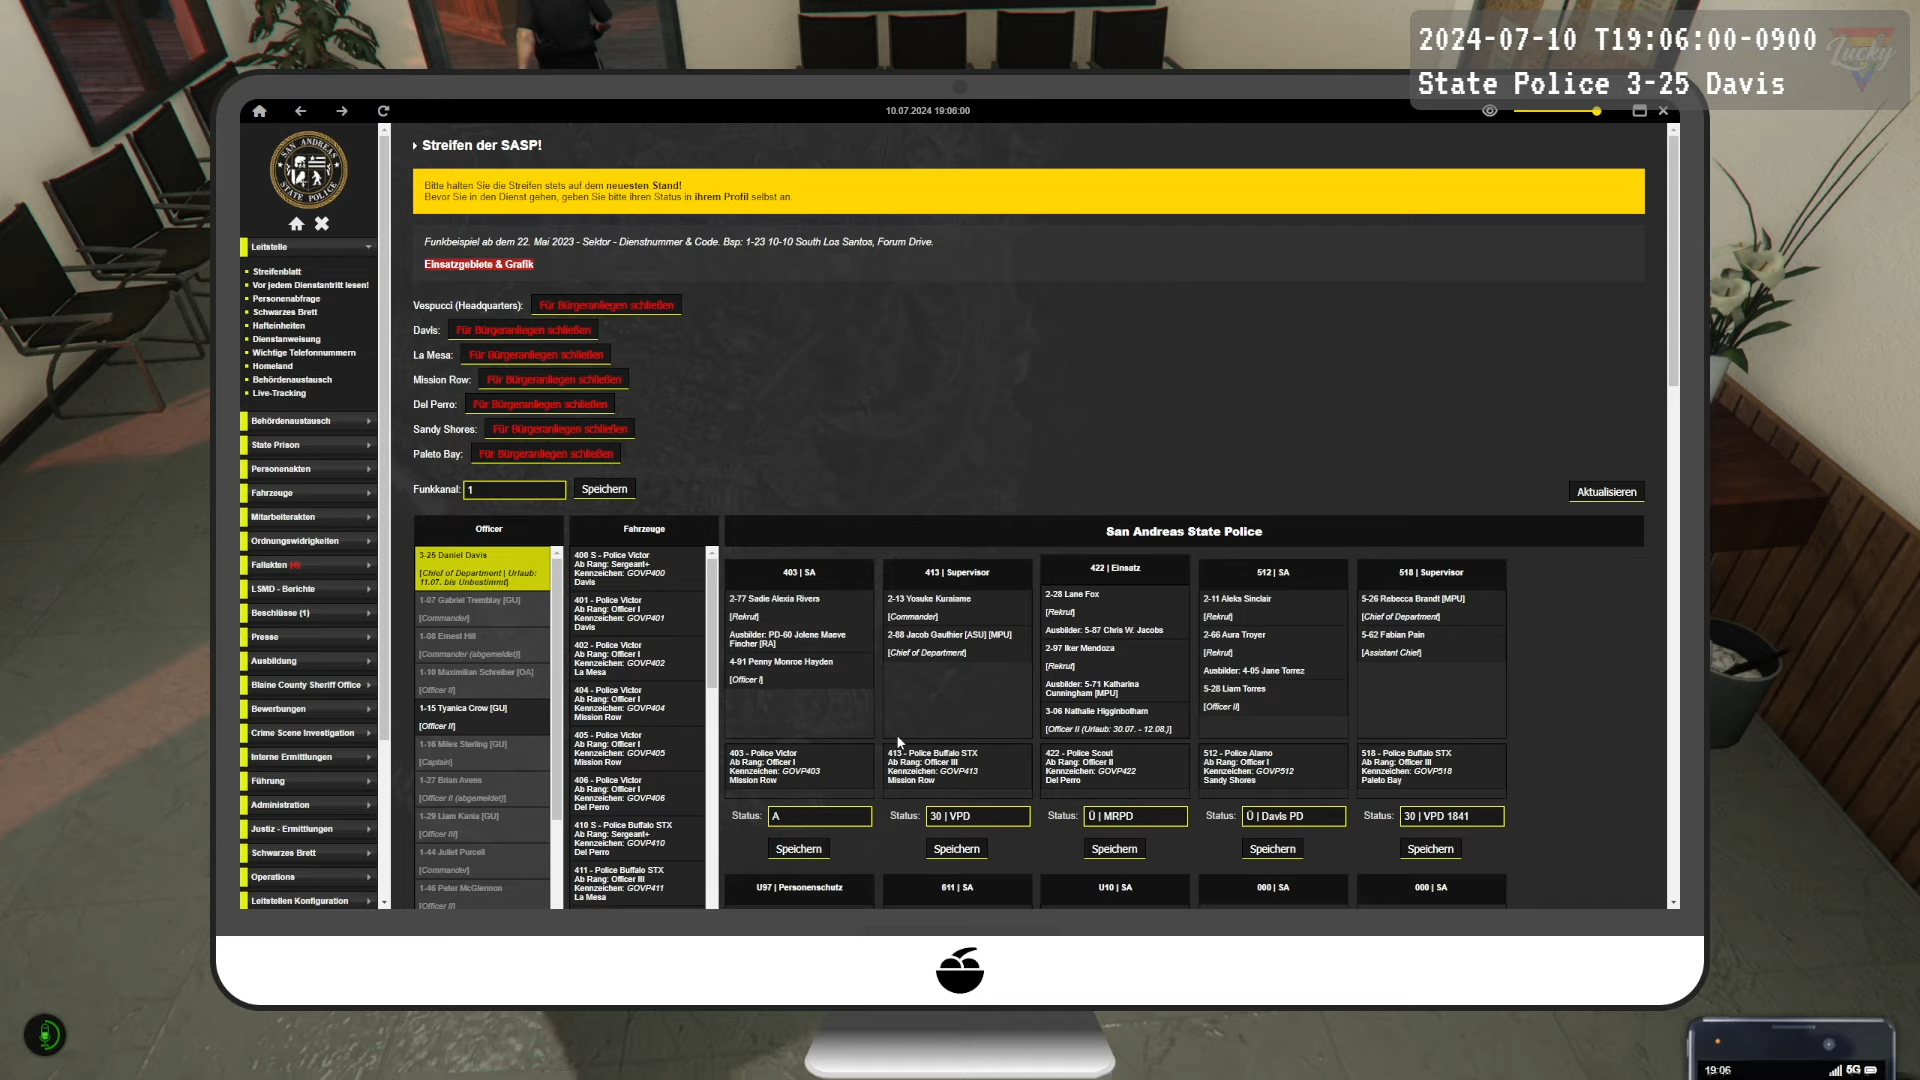 2024-07-10 T19:06:00-0900
State Police 3-25 Davis
Lucky
10.07.2024 19:06:00
SAN ANDREAS
STATE POLICE
Leitstelle
Streifenblatt
Vor jedem Dienstantritt lesen!
Personenabfrage
Schwarzes Brett
Hafteinheiten
Dienstanweisung
Wichtige Telefonnummern
Homeland
Behördenaustausch
Live-Tracking
Behördenaustausch
State Prison
Personenakten
Fahrzeuge
Mitarbeiterakten
Ordnungswidrigkeiten
Fallakten
LSMD - Berichte
Beschlüsse (1)
Presse
Ausbildung
Blaine County Sheriff Office
Bewerbungen
Crime Scene Investigation
Interne Ermittlungen
Führung
Administration
Justiz - Ermittlungen
Schwarzes Brett
Operations
Leitstellen Konfiguration
Streifen der SASP!
Bitte halten Sie die Streifen stets auf dem neuesten Stand!
Bevor Sie in den Dienst gehen, geben Sie bitte ihren Status in ihrem Profil selbst an.
Funkbeispiel ab dem 22. Mai 2023 - Sektor - Dienstnummer & Code. Bsp: 1-23 10-10 South Los Santos, Forum Drive.
Einsatzgebiete & Grafik
Vespucci (Headquarters): Für Bürgeranliegen schließen
Davis: Für Bürgeranliegen schließen
La Mesa: Für Bürgeranliegen schließen
Mission Row: Für Bürgeranliegen schließen
Del Perro: Für Bürgeranliegen schließen
Sandy Shores: Für Bürgeranliegen schließen
Paleto Bay: Für Bürgeranliegen schließen
Funkkanal: 1 Speichern
Aktualisieren
Officer
3-25 Daniel Davis
[Chief of Department | Urlaub:
11.07. bis Unbestimmt]
1-07 Gabriel Tremblay [GU]
[Commander]
1-08 Ernest Hill
[Commander (abgemeldet)]
1-10 Maximilian Schreiber [OA]
[Officer II]
1-15 Tyanica Crow [GU]
[Officer II]
1-16 Miles Sterling [GU]
[Captain]
1-27 Brian Avens
[Officer II (abgemeldet)]
1-29 Liam Kania [GU]
[Officer III]
1-44 Juliet Purcell
[Commander]
1-46 Peter McGlennon
[Officer II]
Fahrzeuge
400 S - Police Victor
Ab Rang: Sergeant+
Kennzeichen: GOVP400
Davis
401 - Police Victor
Ab Rang: Officer I
Kennzeichen: GOVP401
Davis
402 - Police Victor
Ab Rang: Officer I
Kennzeichen: GOVP402
La Mesa
404 - Police Victor
Ab Rang: Officer I
Kennzeichen: GOVP404
Mission Row
405 - Police Victor
Ab Rang: Officer I
Kennzeichen: GOVP405
Mission Row
406 - Police Victor
Ab Rang: Officer I
Kennzeichen: GOVP406
Del Perro
410 S - Police Buffalo STX
Ab Rang: Sergeant+
Kennzeichen: GOVP410
Del Perro
411 - Police Buffalo STX
Ab Rang: Officer III
Kennzeichen: GOVP411
La Mesa
San Andreas State Police
403 | SA
2-77 Sadie Alexia Rivers
[Rekrut]
Ausbilder: PD-60 Jolene Maeve
Fincher [RA]
4-91 Penny Monroe Hayden
[Officer I]
403 - Police Victor
Ab Rang: Officer I
Kennzeichen: GOVP403
Mission Row
Status: A
Speichern
413 | Supervisor
2-13 Yosuke Kuraiame
[Commander]
2-88 Jacob Gauthier [ASU] [MPU]
[Chief of Department]
413 - Police Buffalo STX
Ab Rang: Officer III
Kennzeichen: GOVP413
Mission Row
Status: 30 | VPD
Speichern
422 | Einsatz
2-28 Lane Fox
[Rekrut]
Ausbilder: 5-87 Chris W. Jacobs
2-97 Iker Mendoza
[Rekrut]
Ausbilder: 5-71 Katharina
Cunningham [MPU]
3-06 Nathalie Higginbotham
[Officer II (Urlaub: 30.07. - 12.08.)]
422 - Police Scout
Ab Rang: Officer II
Kennzeichen: GOVP422
Del Perro
Status: Ü | MRPD
Speichern
512 | SA
2-11 Aleks Sinclair
[Rekrut]
2-66 Aura Troyer
[Rekrut]
Ausbilder: 4-05 Jane Torrez
5-28 Liam Torres
[Officer II]
512 - Police Alamo
Ab Rang: Officer I
Kennzeichen: GOVP512
Sandy Shores
Status: Ü | Davis PD
Speichern
518 | Supervisor
5-26 Rebecca Brandt [MPU]
[Chief of Department]
5-62 Fabian Pain
[Assistant Chief]
518 - Police Buffalo STX
Ab Rang: Officer III
Kennzeichen: GOVP518
Paleto Bay
Status: 30 | VPD 1841
Speichern
U97 | Personenschutz
611 | SA
U10 | SA
000 | SA
000 | SA
19:06
5G